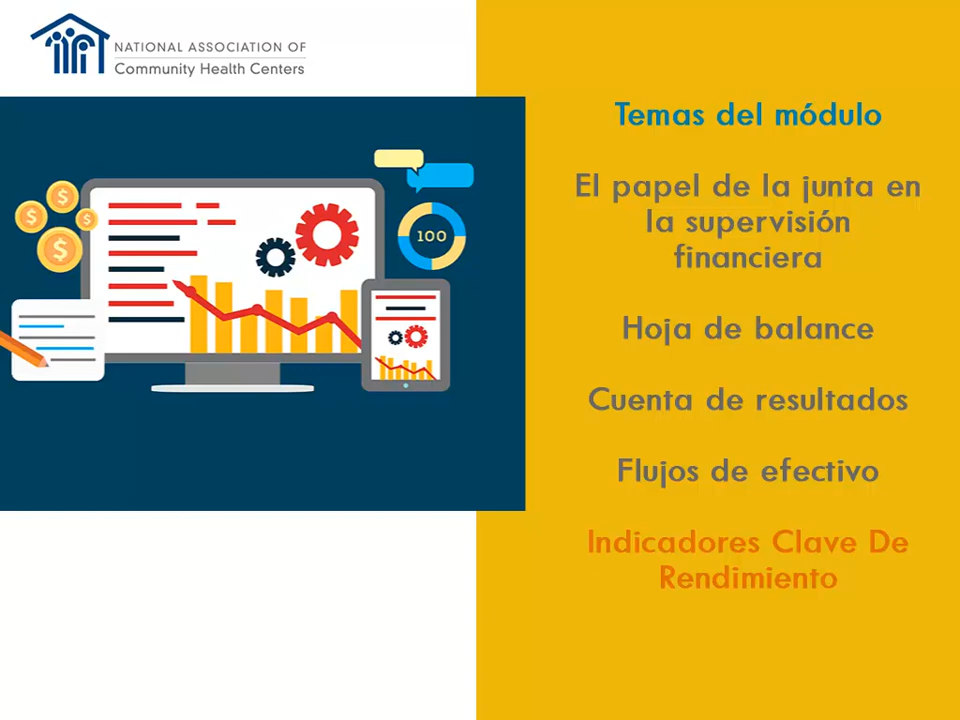 NATIONAL ASSOCIATION OF
Community Health Centers
Temas del módulo
El papel de la junta en
la supervisión
financiera
Hoja de balance
Cuenta de resultados
Flujos de efectivo
Indicadores Clave De
Rendimiento
$
$
$
$
100